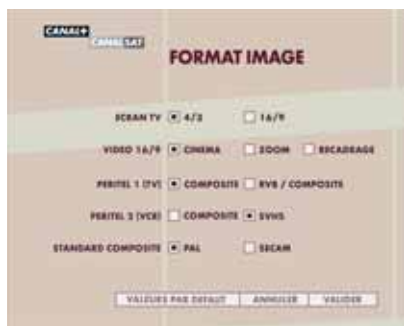 CANAL+
CANALSAT
FORMAT IMAGE
ECRAN TV 4/3 16/9
VIDEO 16/9 CINEMA ZOOM RECADRAGE
PERITEL 1 (TV) COMPOSITE RVB / COMPOSITE
PERITEL 2 (VCR) COMPOSITE SVHS
STANDARD COMPOSITE PAL SECAM
VALEURS PAR DEFAUT ANNULER VALIDER